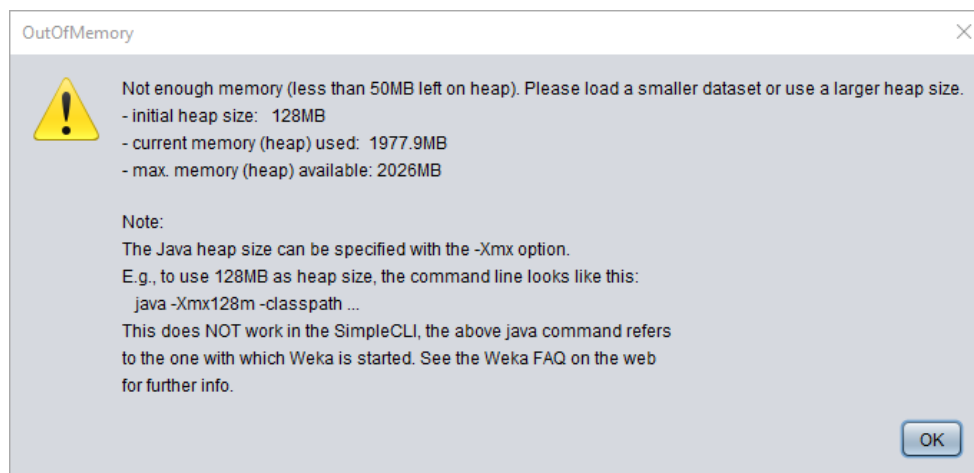 OutOfMemory
Not enough memory (less than 50MB left on heap). Please load a smaller dataset or use a larger heap size.
- initial heap size: 128MB
- current memory (heap) used: 1977.9MB
- max. memory (heap) available: 2026MB
Note:
The Java heap size can be specified with the -Xmx option.
E.g., to use 128MB as heap size, the command line looks like this:
java -Xmx128m -classpath ...
This does NOT work in the SimpleCLI, the above java command refers
to the one with which Weka is started. See the Weka FAQ on the web
for further info.
OK